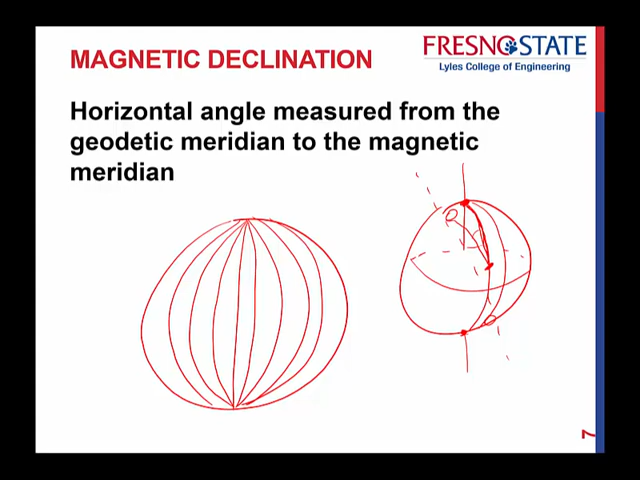 MAGNETIC DECLINATION
FRESNO STATE
Lyles College of Engineering
Horizontal angle measured from the
geodetic meridian to the magnetic
meridian
7